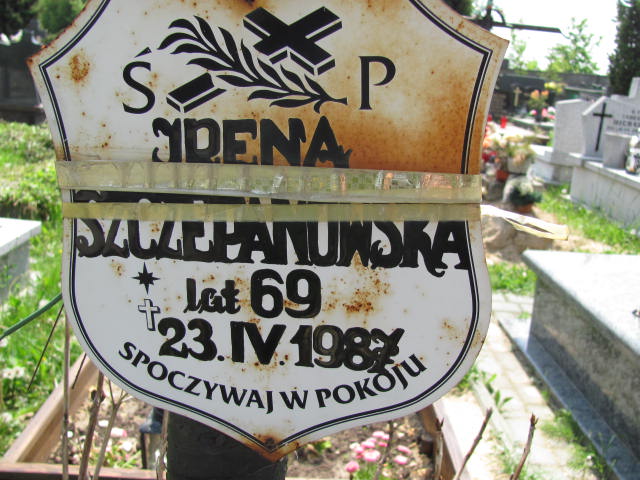 Ś P
IRENA
SZCZEPANOWSKA
lat 69
23.IV.1987
SPOCZYWAJ W POKOJU